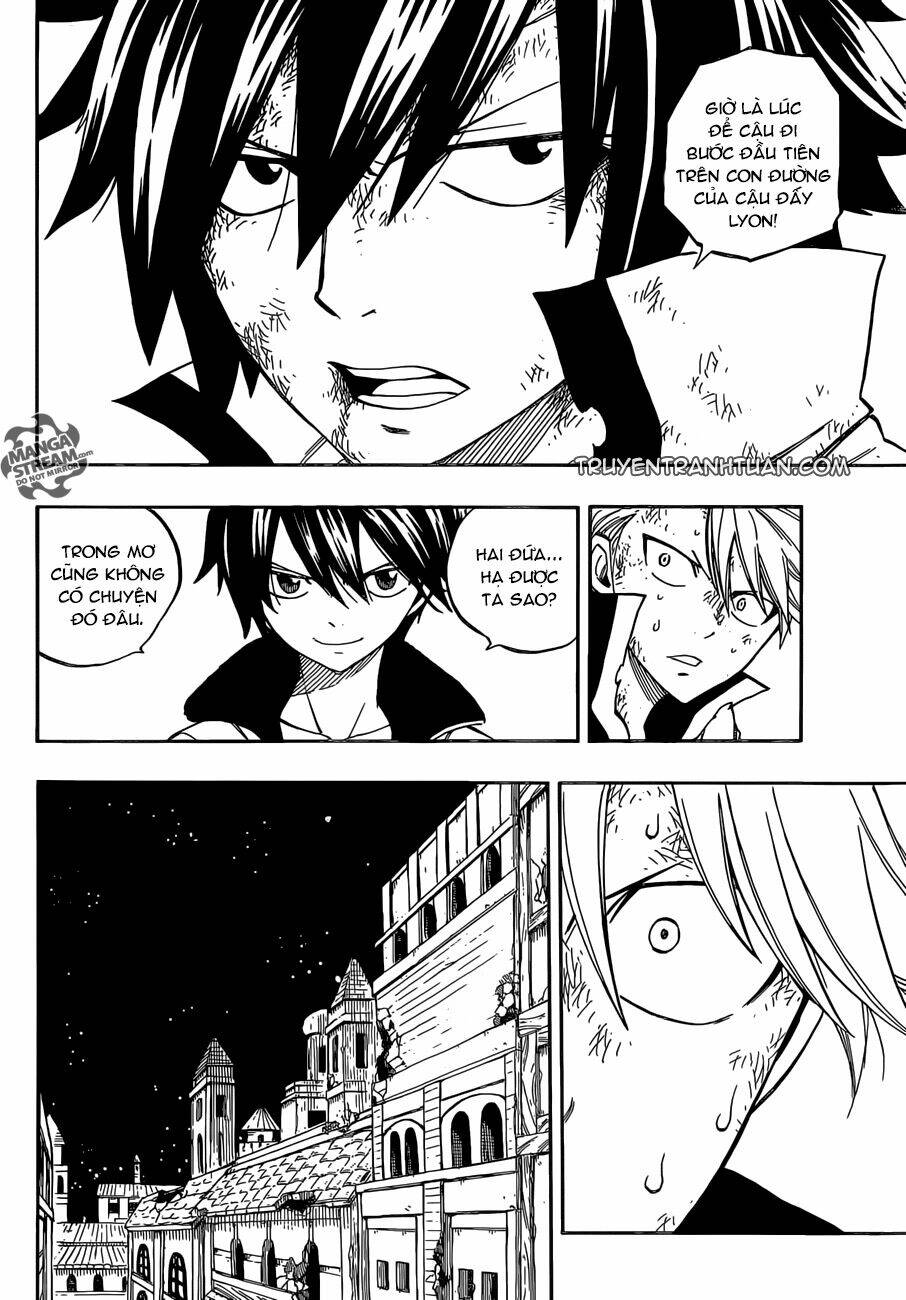 GIỜ LÀ LÚC
ĐỂ CẬU ĐI
BƯỚC ĐẦU TIÊN
TRÊN CON ĐƯỜNG
CỦA CẬU ĐẤY
LYON!
MANGA
STREAM.com
DO NOT MIRROR
TRUYENTRANHTUAN.COM
TRONG MƠ
CŨNG KHÔNG
CÓ CHUYỆN
ĐÓ ĐÂU.
HAI ĐỨA...
HẠ ĐƯỢC
TA SAO?